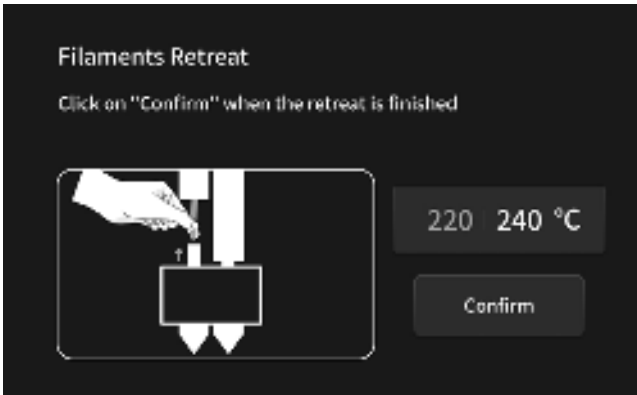 Filaments Retreat
Click on "Confirm" when the retreat is finished
220 240 °C
Confirm